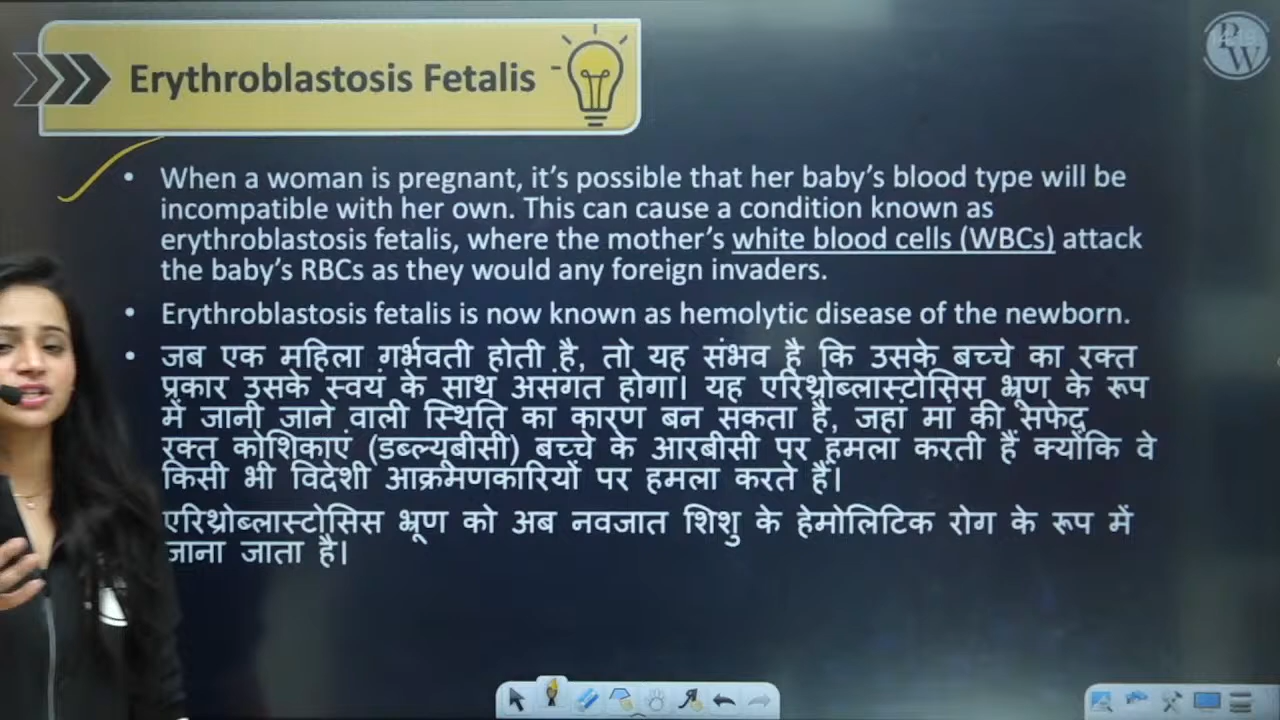 Erythroblastosis Fetalis
PW
• When a woman is pregnant, it's possible that her baby's blood type will be
incompatible with her own. This can cause a condition known as
erythroblastosis fetalis, where the mother's white blood cells (WBCs) attack
the baby's RBCs as they would any foreign invaders.
• Erythroblastosis fetalis is now known as hemolytic disease of the newborn.
• जब एक महिला गर्भवती होती है, तो यह संभव है कि उसके बच्चे का रक्त
प्रकार उसके स्वयं के साथ असंगत होगा। यह एरिथ्रोब्लास्टोसिस भ्रूण के रूप
में जानी जाने वाली स्थिति का कारण बन सकता है, जहां मां की सफेद
रक्त कोशिकाएं (डब्ल्यूबीसी) बच्चे के आरबीसी पर हमला करती हैं क्योंकि वे
किसी भी विदेशी आक्रमणकारियों पर हमला करते हैं।
एरिथ्रोब्लास्टोसिस भ्रूण को अब नवजात शिशु के हेमोलिटिक रोग के रूप में
जाना जाता है।